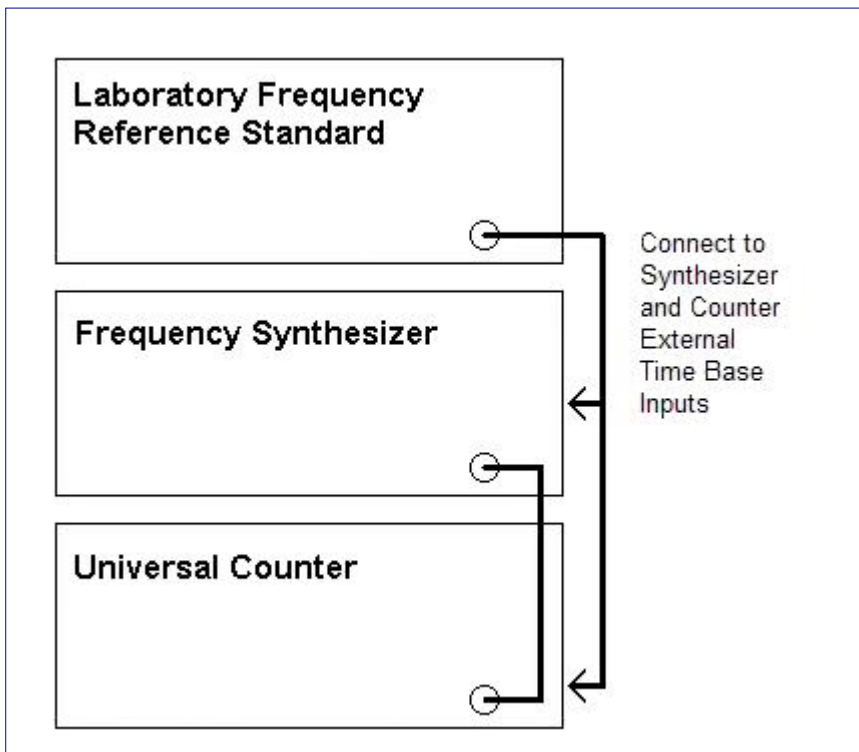 Laboratory Frequency
Reference Standard
Connect to
Synthesizer
and Counter
External
Time Base
Inputs
Frequency Synthesizer
Universal Counter